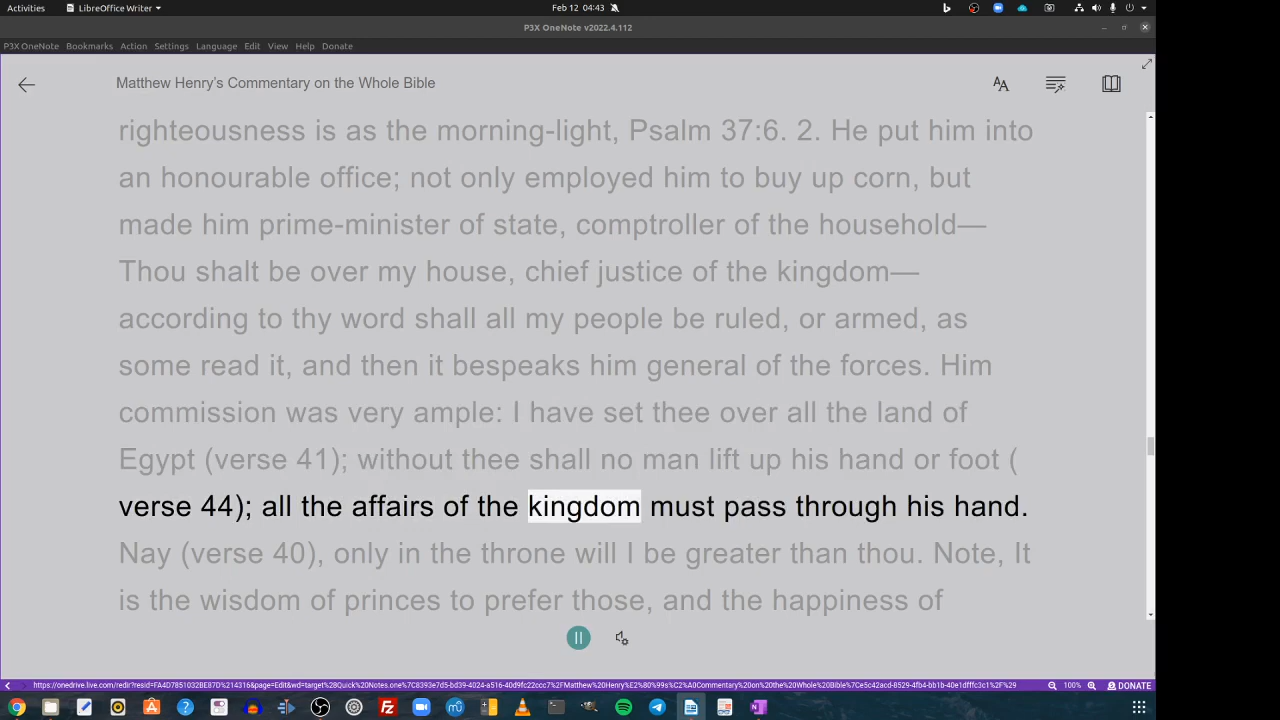 Activities
LibreOffice Writer
Feb 12 04:43
P3X OneNote v2022.4.112
P3X OneNote Bookmarks Action Settings Language Edit View Help Donate
Matthew Henry's Commentary on the Whole Bible
righteousness is as the morning-light, Psalm 37:6. 2. He put him into
an honourable office; not only employed him to buy up corn, but
made him prime-minister of state, comptroller of the household—
Thou shalt be over my house, chief justice of the kingdom—
according to thy word shall all my people be ruled, or armed, as
some read it, and then it bespeaks him general of the forces. Him
commission was very ample: I have set thee over all the land of
Egypt (verse 41); without thee shall no man lift up his hand or foot (
verse 44); all the affairs of the kingdom must pass through his hand.
Nay (verse 40), only in the throne will I be greater than thou. Note, It
is the wisdom of princes to prefer those, and the happiness of
100%
DONATE